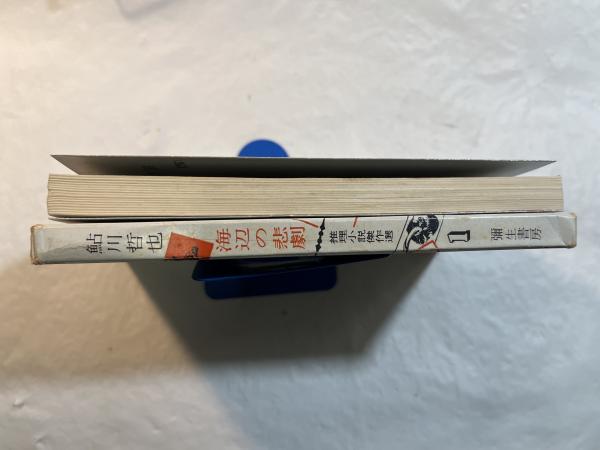 鮎川哲也
海辺の悲劇
推理小説傑作選
1
彌生書房